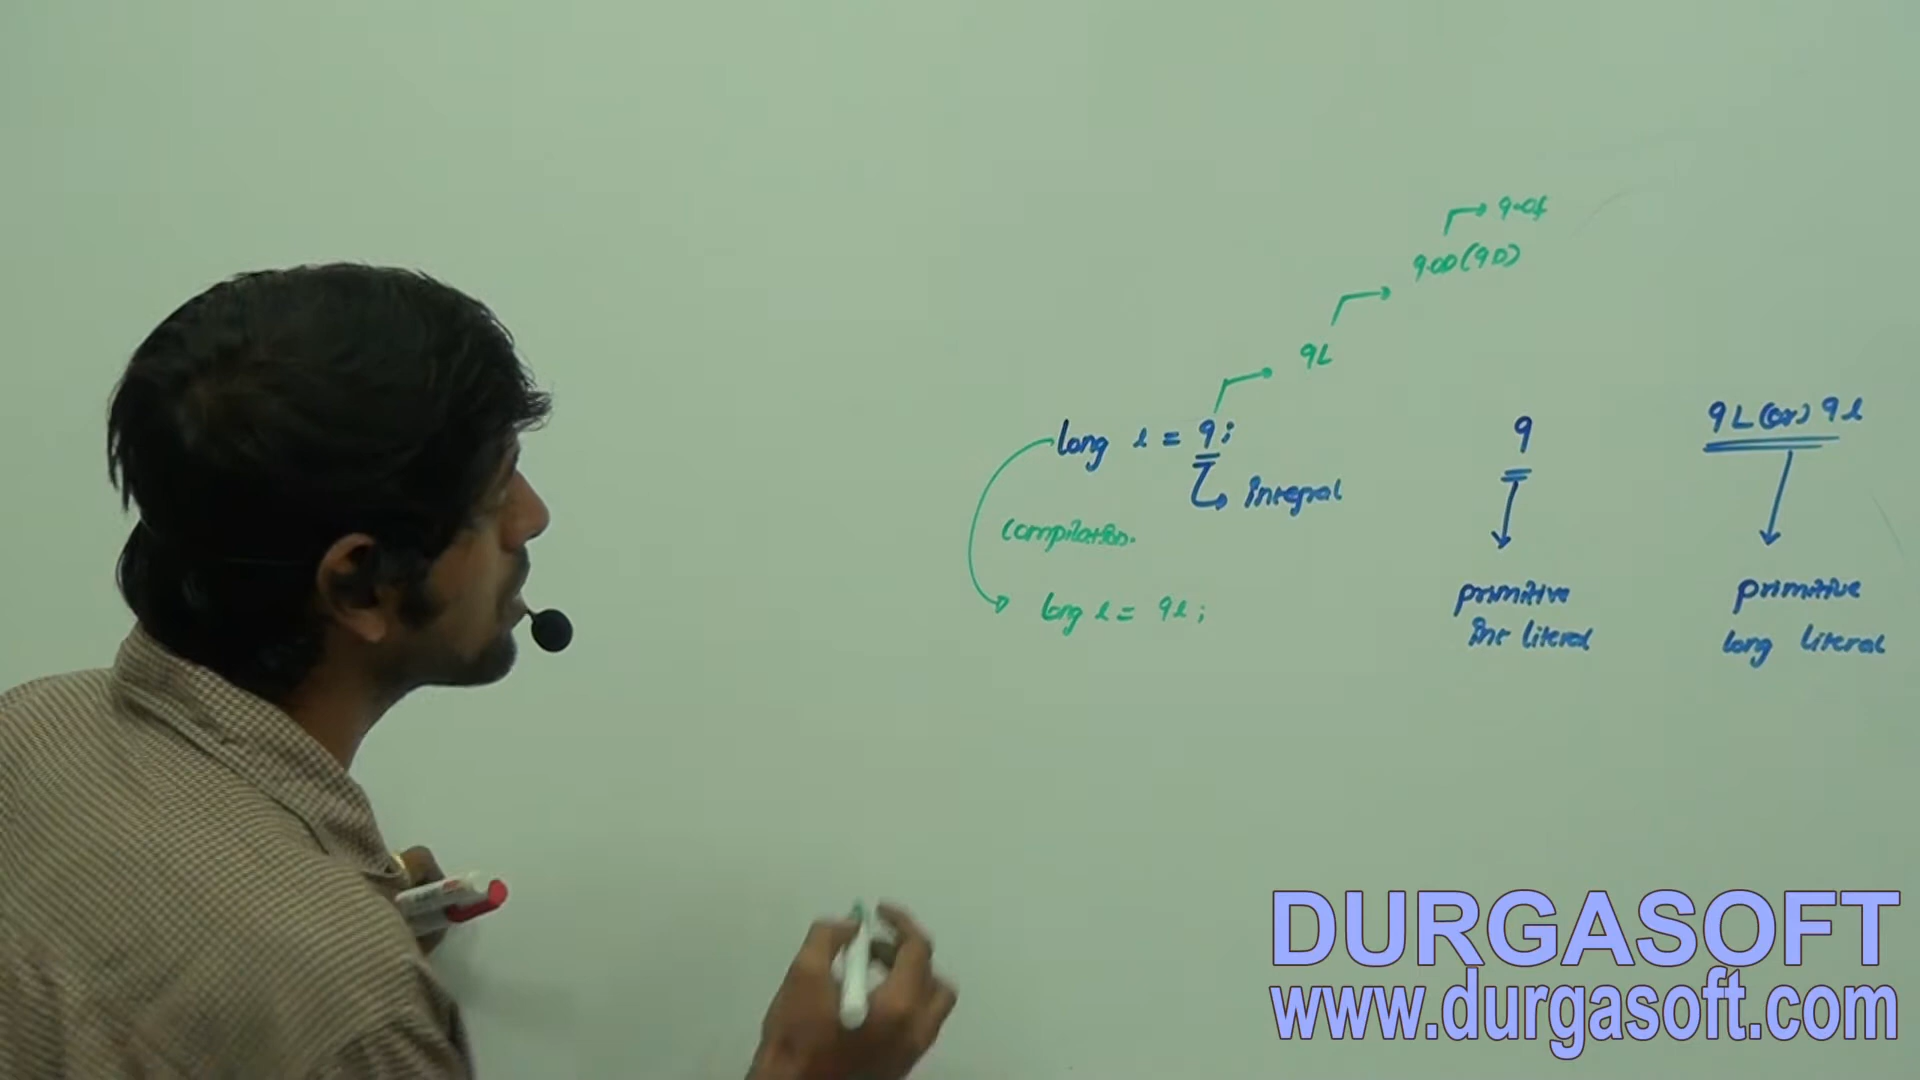 9.0f
9.0D (9D)
9L
long l = 9;
integral
compilation.
long l = 9l;
9
primitive
int literal
9L (or) 9l
primitive
long literal
DURGASOFT
www.durgasoft.com